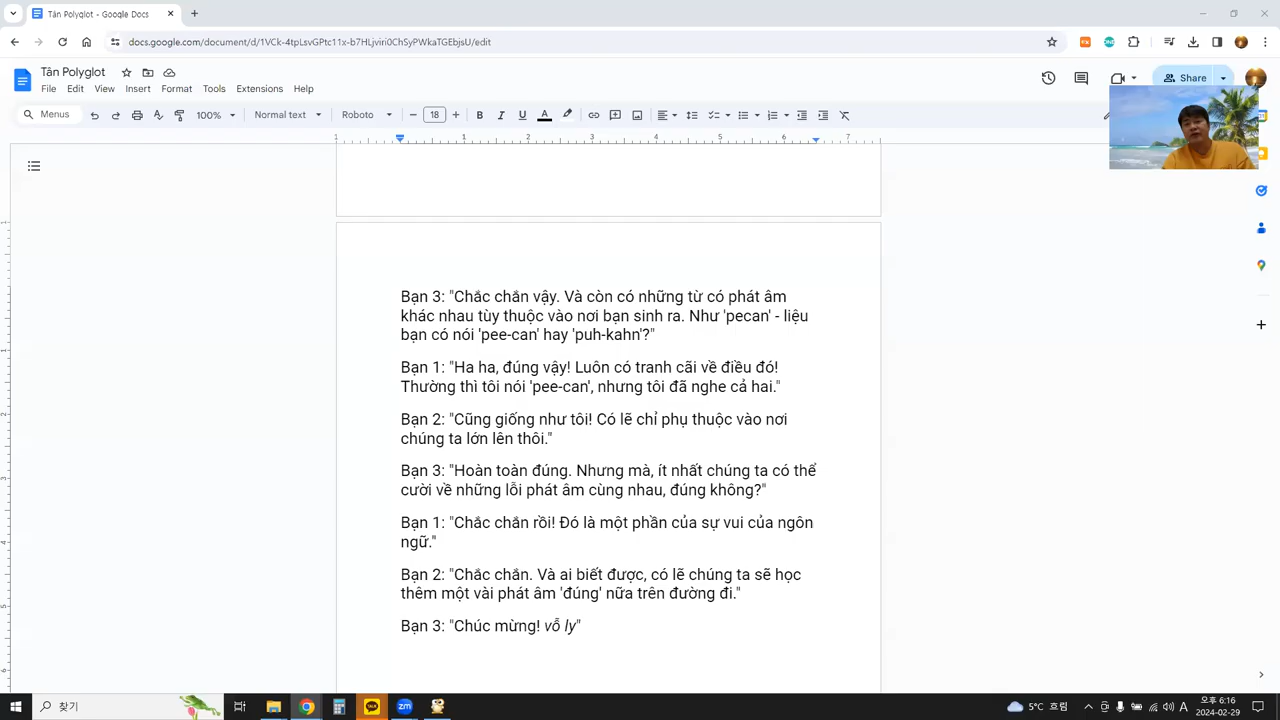 Tân Polyglot - Google Docs
docs.google.com/document/d/1VCk-4tpLsvGPtc11x-b7HLjviri0Ch5vPWkaTGEbjsU/edit
Tân Polyglot
File Edit View Insert Format Tools Extensions Help
Share
Menus 100% Normal text Roboto 18 B I U A
1 1 2 3 4 5 6 7
Bạn 3: "Chắc chắn vậy. Và còn có những từ có phát âm
khác nhau tùy thuộc vào nơi bạn sinh ra. Như 'pecan' - liệu
bạn có nói 'pee-can' hay 'puh-kahn'?"
Bạn 1: "Ha ha, đúng vậy! Luôn có tranh cãi về điều đó!
Thường thì tôi nói 'pee-can', nhưng tôi đã nghe cả hai."
Bạn 2: "Cũng giống như tôi! Có lẽ chỉ phụ thuộc vào nơi
chúng ta lớn lên thôi."
Bạn 3: "Hoàn toàn đúng. Nhưng mà, ít nhất chúng ta có thể
cười về những lỗi phát âm cùng nhau, đúng không?"
Bạn 1: "Chắc chắn rồi! Đó là một phần của sự vui của ngôn
ngữ."
Bạn 2: "Chắc chắn. Và ai biết được, có lẽ chúng ta sẽ học
thêm một vài phát âm 'đúng' nữa trên đường đi."
Bạn 3: "Chúc mừng! vỗ ly"
찾기
5°C 흐림
A
오후 6:16
2024-02-29